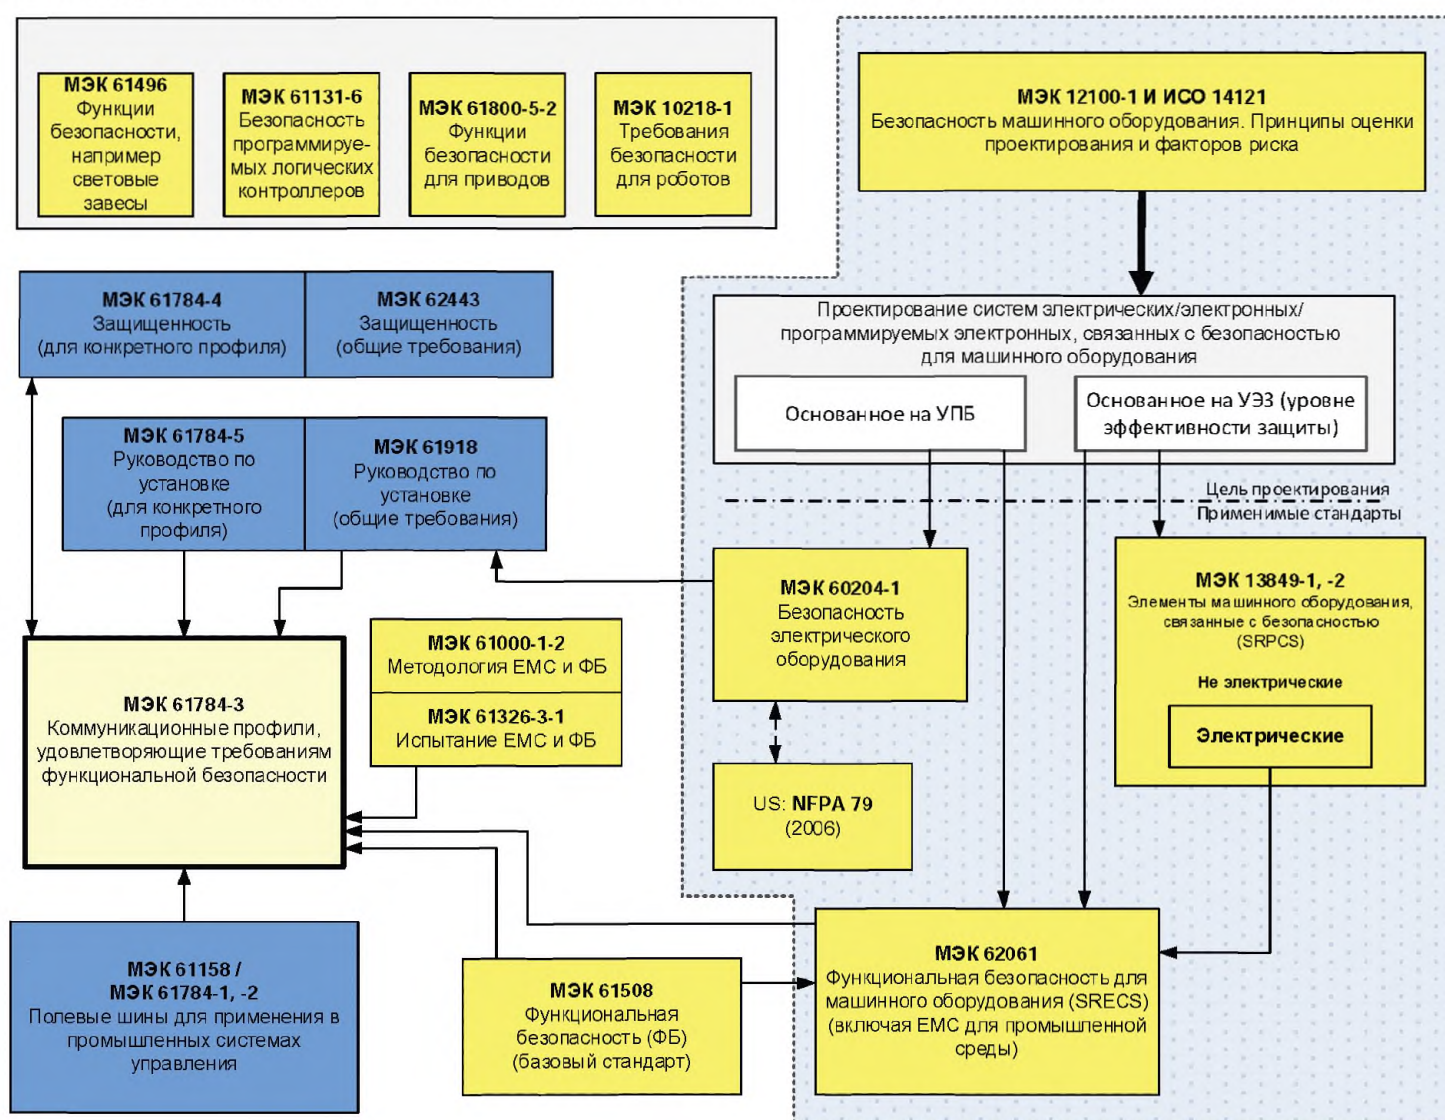 МЭК 61496
Функции
безопасности,
например
световые
завесы
МЭК 61131-6
Безопасность
программируе-
мых логических
контроллеров
МЭК 61800-5-2
Функции
безопасности
для приводов
МЭК 10218-1
Требования
безопасности
для роботов
МЭК 12100-1 И ИСО 14121
Безопасность машинного оборудования. Принципы оценки
проектирования и факторов риска
МЭК 61784-4
Защищенность
(для конкретного профиля)
МЭК 62443
Защищенность
(общие требования)
Проектирование систем электрических/электронных/
программируемых электронных, связанных с безопасностью
для машинного оборудования
Основанное на УПБ
Основанное на УЭЗ (уровне
эффективности защиты)
МЭК 61784-5
Руководство по
установке
(для конкретного
профиля)
МЭК 61918
Руководство по
установке
(общие требования)
Цель проектирования
Применимые стандарты
МЭК 60204-1
Безопасность
электрического
оборудования
МЭК 13849-1, -2
Элементы машинного оборудования,
связанные с безопасностью
(SRPCS)
Не электрические
Электрические
МЭК 61000-1-2
Методология ЕМС и ФБ
МЭК 61326-3-1
Испытание ЕМС и ФБ
МЭК 61784-3
Коммуникационные профили,
удовлетворяющие требованиям
функциональной безопасности
US: NFPA 79
(2006)
МЭК 61158 /
МЭК 61784-1, -2
Полевые шины для применения в
промышленных системах
управления
МЭК 61508
Функциональная
безопасность (ФБ)
(базовый стандарт)
МЭК 62061
Функциональная безопасность для
машинного оборудования (SRECS)
(включая ЕМС для промышленной
среды)